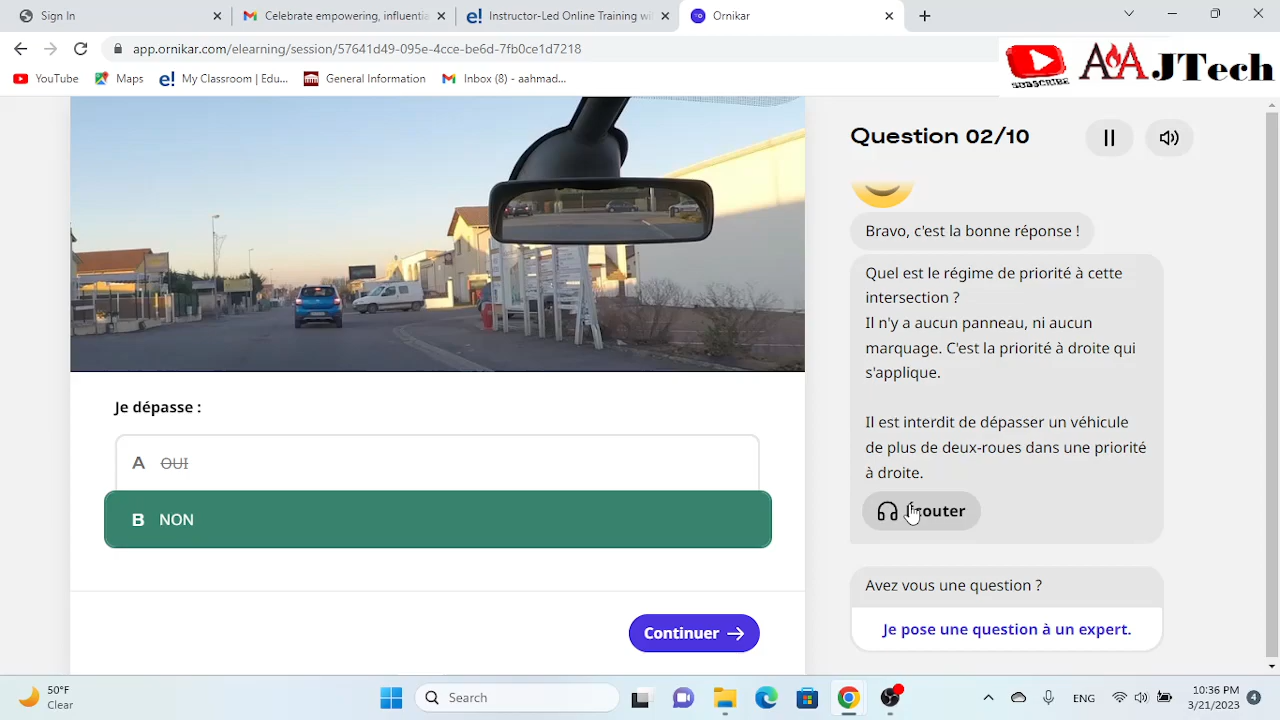 Sign In
Celebrate empowering, influenti
Instructor-Led Online Training wi
Ornikar
app.ornikar.com/elearning/session/57641d49-095e-4cce-be6d-7fb0ce1d7218
YouTube
Maps
My Classroom | Edu...
General Information
Inbox (8) - aahmad...
SUBSCRIBE
AAJTech
Question 02/10
Bravo, c'est la bonne réponse !
Quel est le régime de priorité à cette
intersection ?
Il n'y a aucun panneau, ni aucun
marquage. C'est la priorité à droite qui
s'applique.
Il est interdit de dépasser un véhicule
de plus de deux-roues dans une priorité
à droite.
Écouter
Avez vous une question ?
Je pose une question à un expert.
Je dépasse :
A OUI
B NON
Continuer
50°F
Clear
Search
ENG
10:36 PM
3/21/2023
4